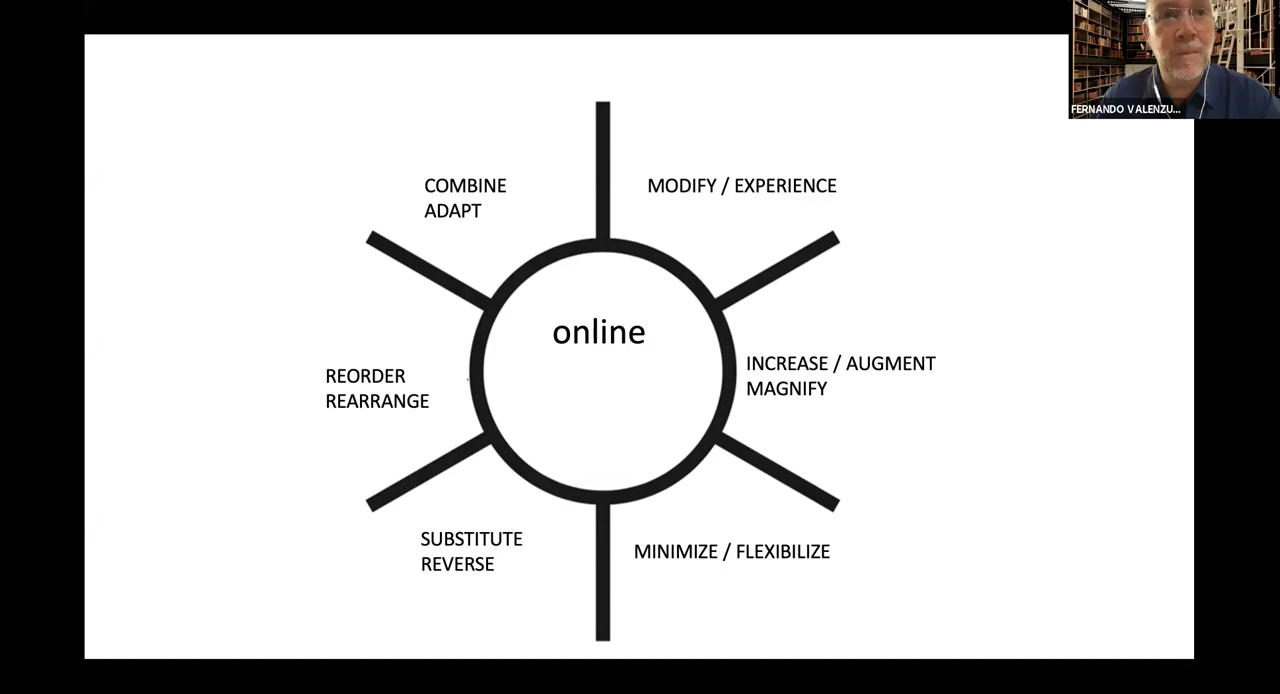 FERNANDO VALENZU...
COMBINE
ADAPT
MODIFY / EXPERIENCE
online
REORDER
REARRANGE
INCREASE / AUGMENT
MAGNIFY
SUBSTITUTE
REVERSE
MINIMIZE / FLEXIBILIZE